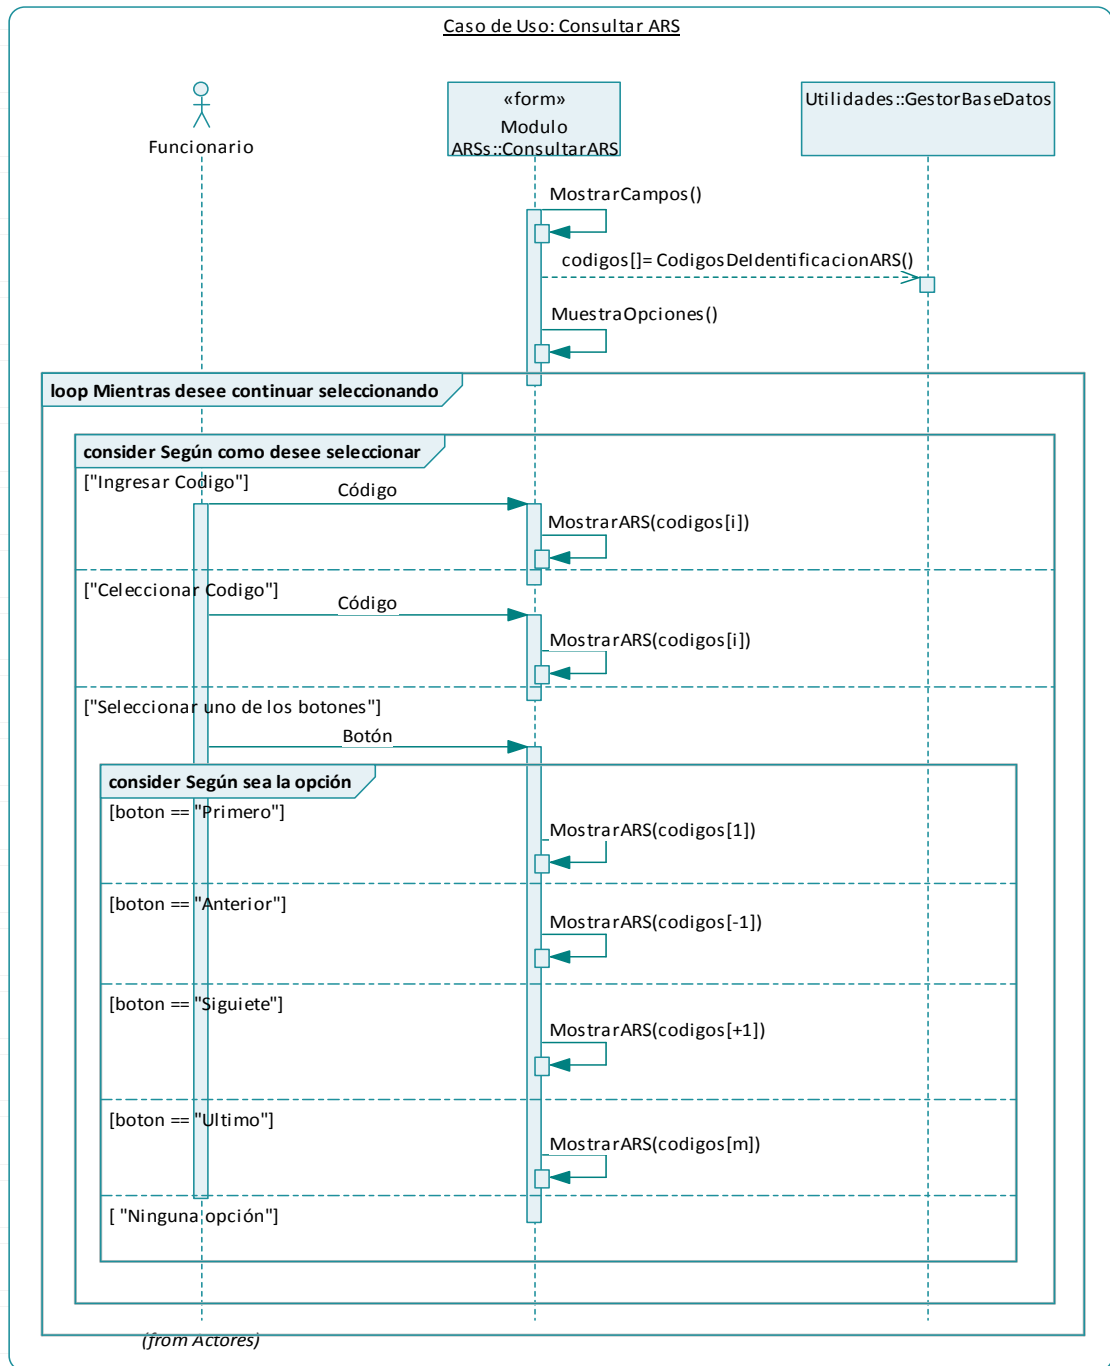 Caso de Uso: Consultar ARS
Funcionario
«form»
Modulo
ARSs::ConsultarARS
Utilidades::GestorBaseDatos
MostrarCampos()
codigos[]= CodigosDeIdentificacionARS()
MuestraOpciones()
loop Mientras desee continuar seleccionando
consider Según como desee seleccionar
["Ingresar Codigo"]
Código
MostrarARS(codigos[i])
["Celeccionar Codigo"]
Código
MostrarARS(codigos[i])
["Seleccionar uno de los botones"]
Botón
consider Según sea la opción
[boton == "Primero"]
MostrarARS(codigos[1])
[boton == "Anterior"]
MostrarARS(codigos[-1])
[boton == "Siguiete"]
MostrarARS(codigos[+1])
[boton == "Ultimo"]
MostrarARS(codigos[m])
[ "Ninguna opción"]
(from Actores)